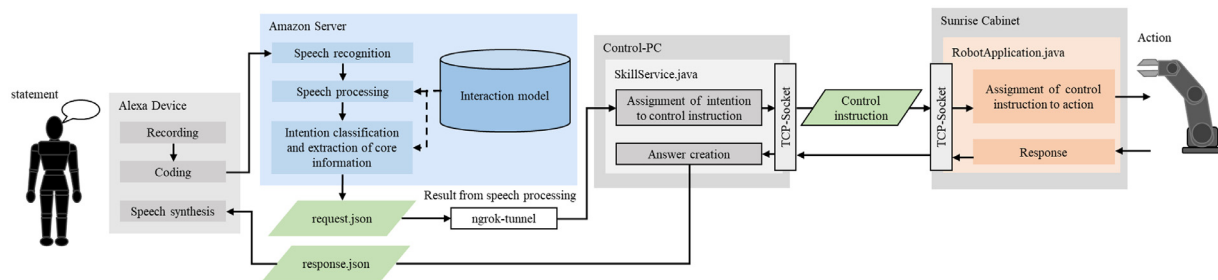 statement
Alexa Device
Recording
Coding
Speech synthesis
Amazon Server
Speech recognition
Speech processing
Intention classification
and extraction of core
information
Interaction model
request.json
response.json
Result from speech processing
ngrok-tunnel
Control-PC
SkillService.java
Assignment of intention
to control instruction
Answer creation
TCP-Socket
Control
instruction
Sunrise Cabinet
TCP-Socket
RobotApplication.java
Assignment of control
instruction to action
Response
Action